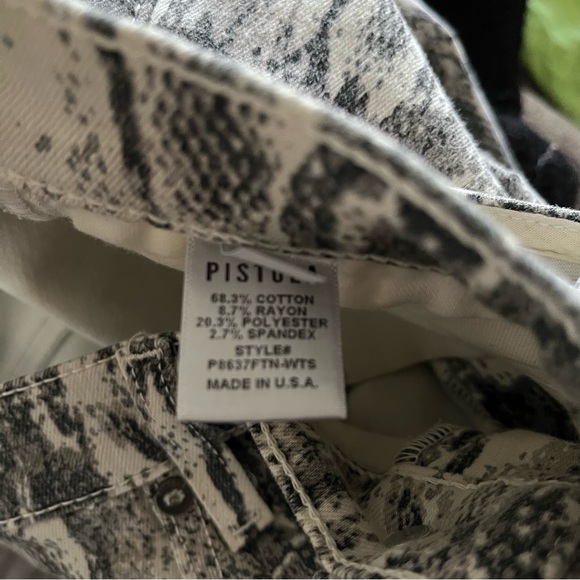 PISTOLA
68.3% COTTON
8.7% RAYON
20.3% POLYESTER
2.7% SPANDEX
STYLE#
P8637FTN-WTS
MADE IN U.S.A.